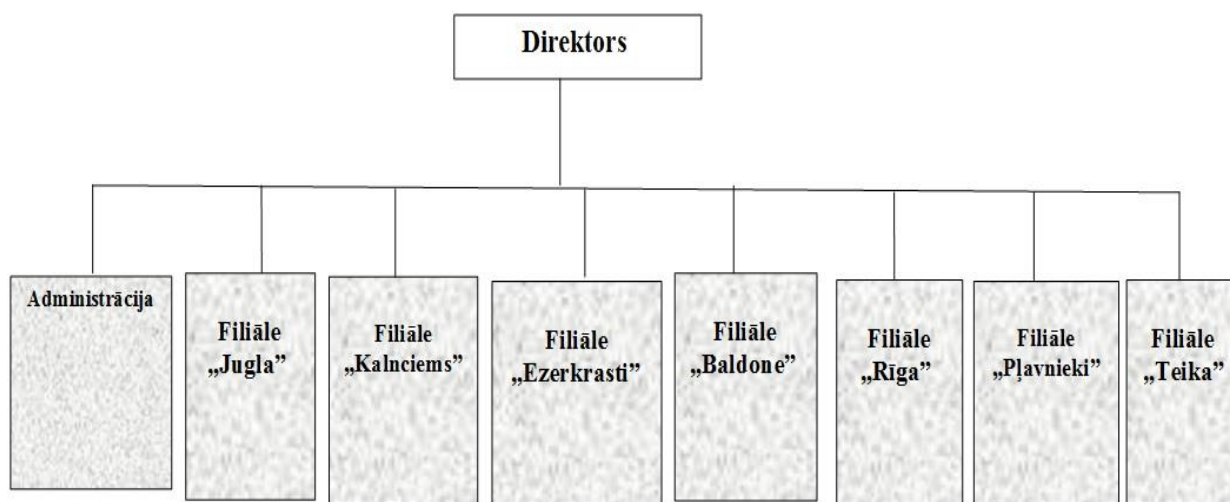 Direktors
Administrācija
Filiāle
„Jugla”
Filiāle
„Kalnciems”
Filiāle
„Ezerkrasti”
Filiāle
„Baldone”
Filiāle
„Rīga”
Filiāle
„Pļavnieki”
Filiāle
„Teika”